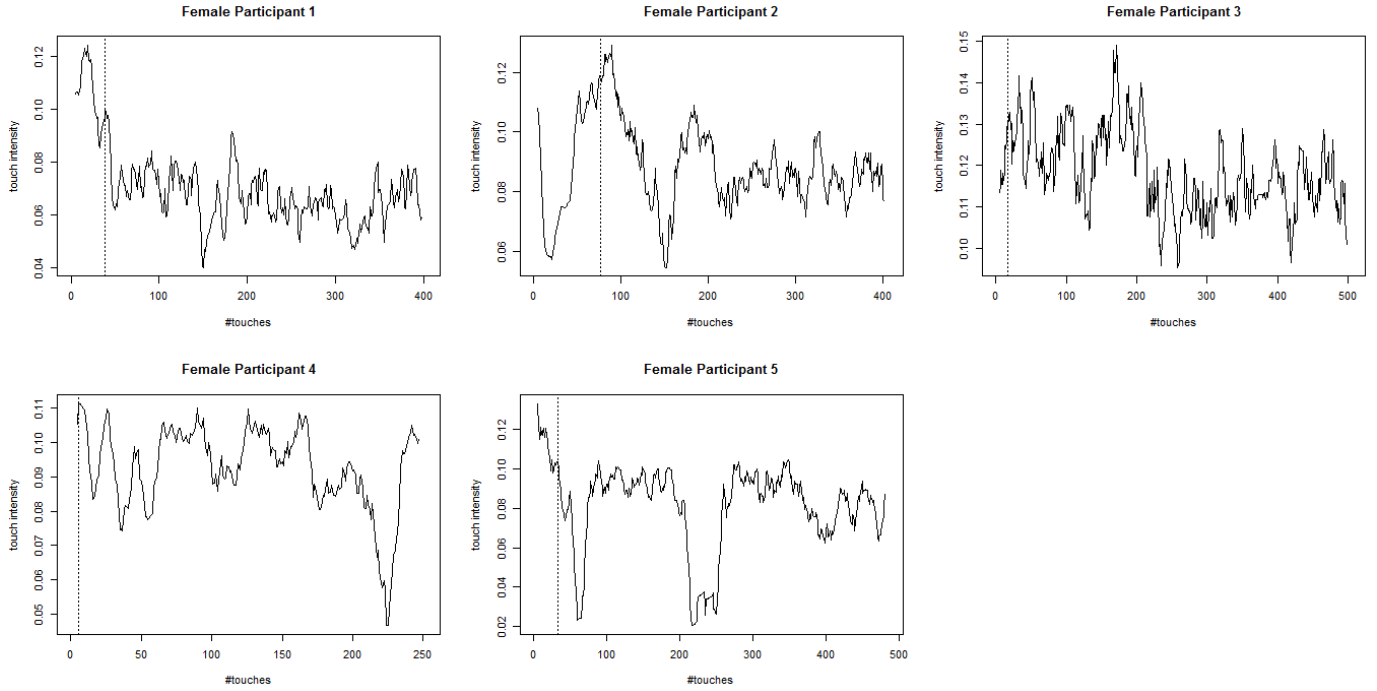 Female Participant 1
touch intensity
0.12
0.10
0.08
0.06
0.04
0 100 200 300 400
#touches
Female Participant 2
touch intensity
0.12
0.10
0.08
0.06
0 100 200 300 400
#touches
Female Participant 3
touch intensity
0.15
0.14
0.13
0.12
0.11
0.10
0 100 200 300 400 500
#touches
Female Participant 4
touch intensity
0.11
0.10
0.09
0.08
0.07
0.06
0.05
0 50 100 150 200 250
#touches
Female Participant 5
touch intensity
0.12
0.10
0.08
0.06
0.04
0.02
0 100 200 300 400 500
#touches